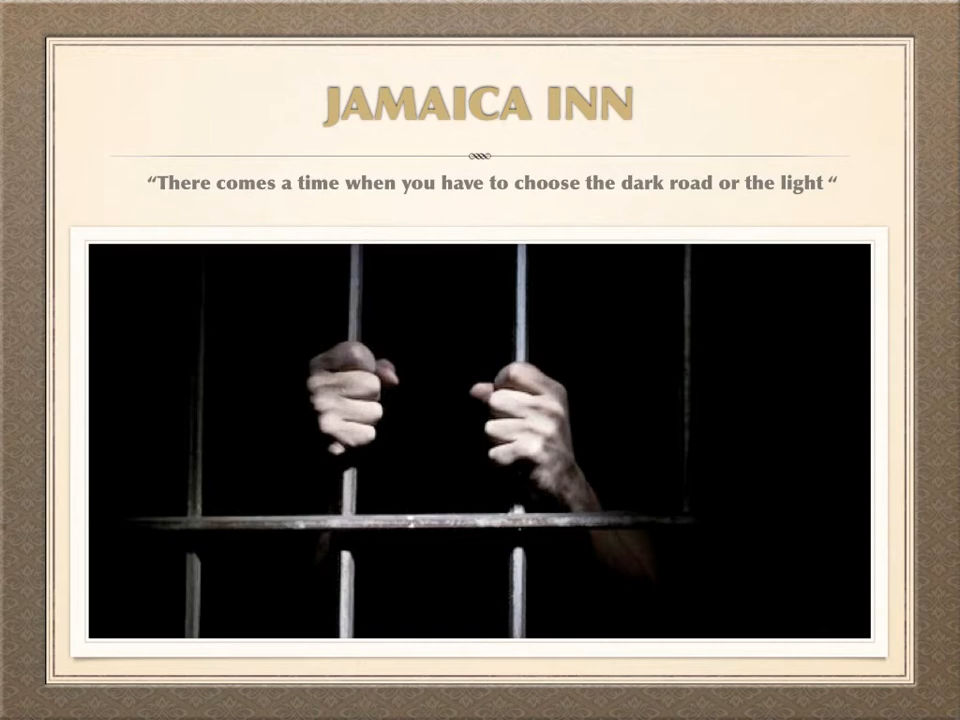 JAMAICA INN
“There comes a time when you have to choose the dark road or the light “